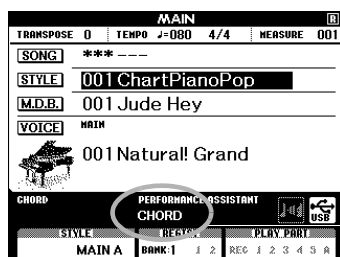 MAIN R
TRANSPOSE 0 TEMPO ♩=080 4/4 MEASURE 001
SONG *** ---
STYLE 001 ChartPianoPop
M.D.B. 001 Jude Hey
VOICE MAIN
001 Natural! Grand
CHORD PERFORMANCE ASSISTANT
CHORD USB
STYLE REGIST PLAY PART
MAIN A BANK:1 1 2 REG 1 2 3 4 5 A